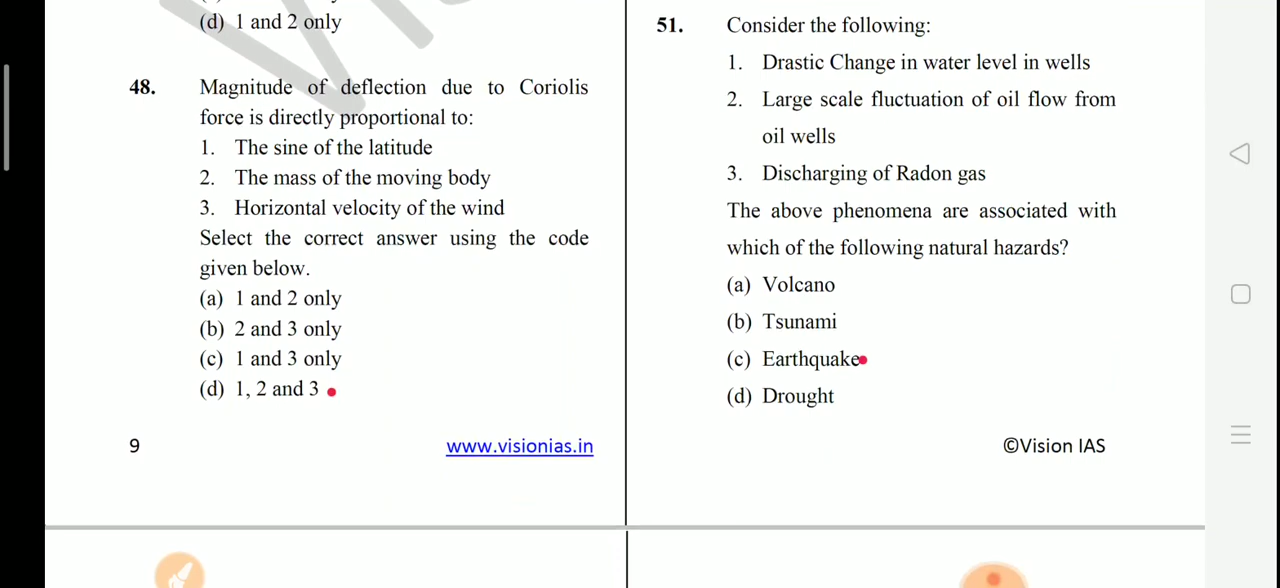 (d) 1 and 2 only
48. Magnitude of deflection due to Coriolis
force is directly proportional to:
1. The sine of the latitude
2. The mass of the moving body
3. Horizontal velocity of the wind
Select the correct answer using the code
given below.
(a) 1 and 2 only
(b) 2 and 3 only
(c) 1 and 3 only
(d) 1, 2 and 3
51. Consider the following:
1. Drastic Change in water level in wells
2. Large scale fluctuation of oil flow from
oil wells
3. Discharging of Radon gas
The above phenomena are associated with
which of the following natural hazards?
(a) Volcano
(b) Tsunami
(c) Earthquake
(d) Drought
9
www.visionias.in
©Vision IAS